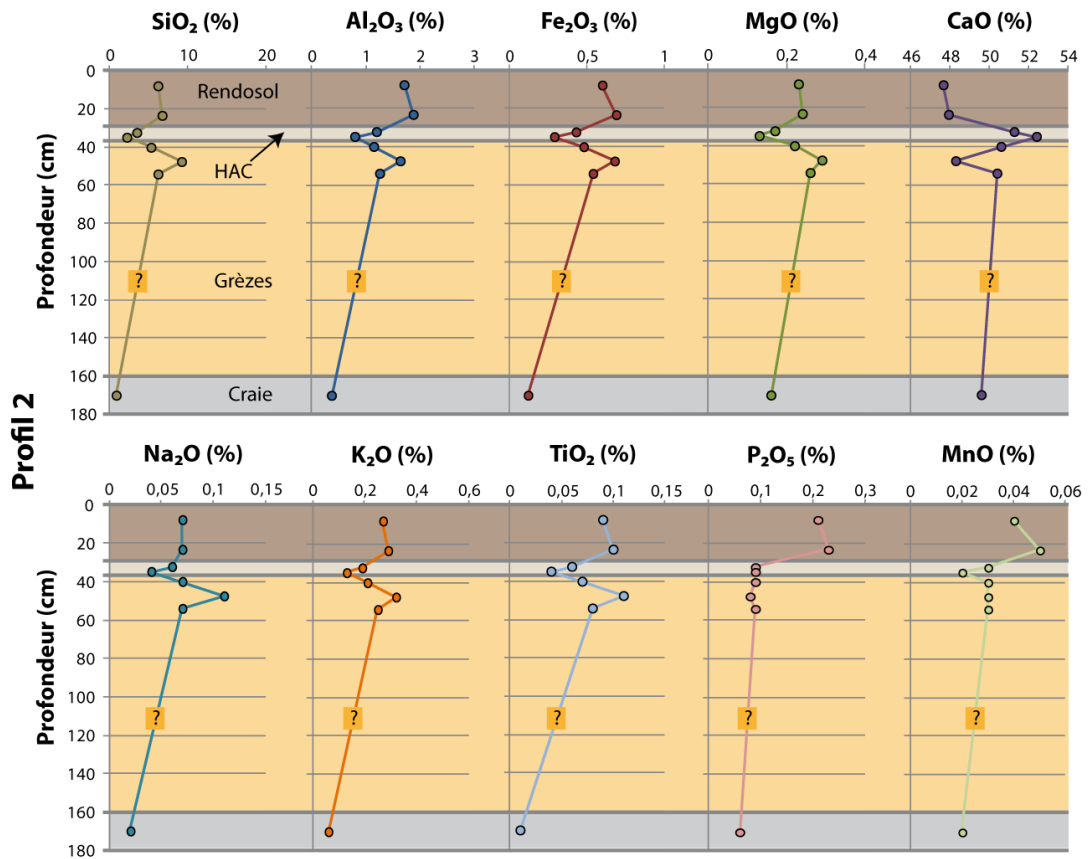 SiO₂ (%) Al₂O₃ (%) Fe₂O₃ (%) MgO (%) CaO (%)
0 10 20 0 1 2 3 0 0,5 1 0 0,2 0,4 46 48 50 52 54
Profil 2
Profondeur (cm)
0
20
40
60
80
100
120
140
160
180
Rendosol
HAC
Grèzes
? ? ? ? ?
Craie
Na₂O (%) K₂O (%) TiO₂ (%) P₂O₅ (%) MnO (%)
0 0,05 0,1 0,15 0 0,2 0,4 0,6 0 0,05 0,1 0,15 0 0,1 0,2 0,3 0 0,02 0,04 0,06
Profondeur (cm)
0
20
40
60
80
100
120
140
160
180
? ? ? ? ?